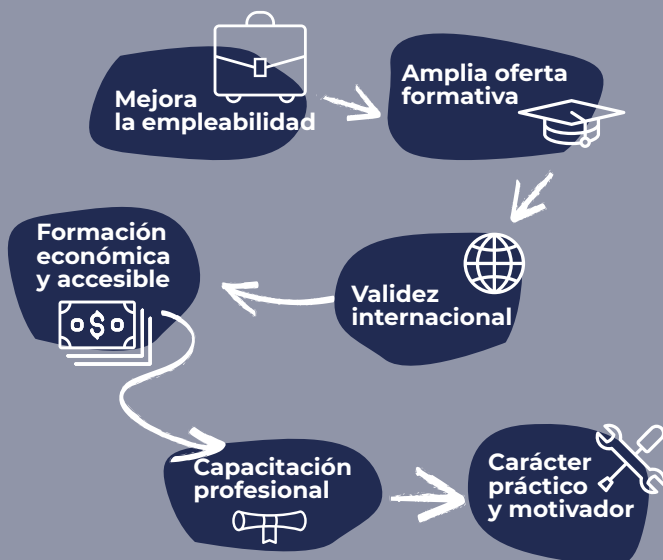 Mejora
la empleabilidad
Amplia oferta
formativa
Validez
internacional
Formación
económica
y accesible
Capacitación
profesional
Carácter
práctico
y motivador